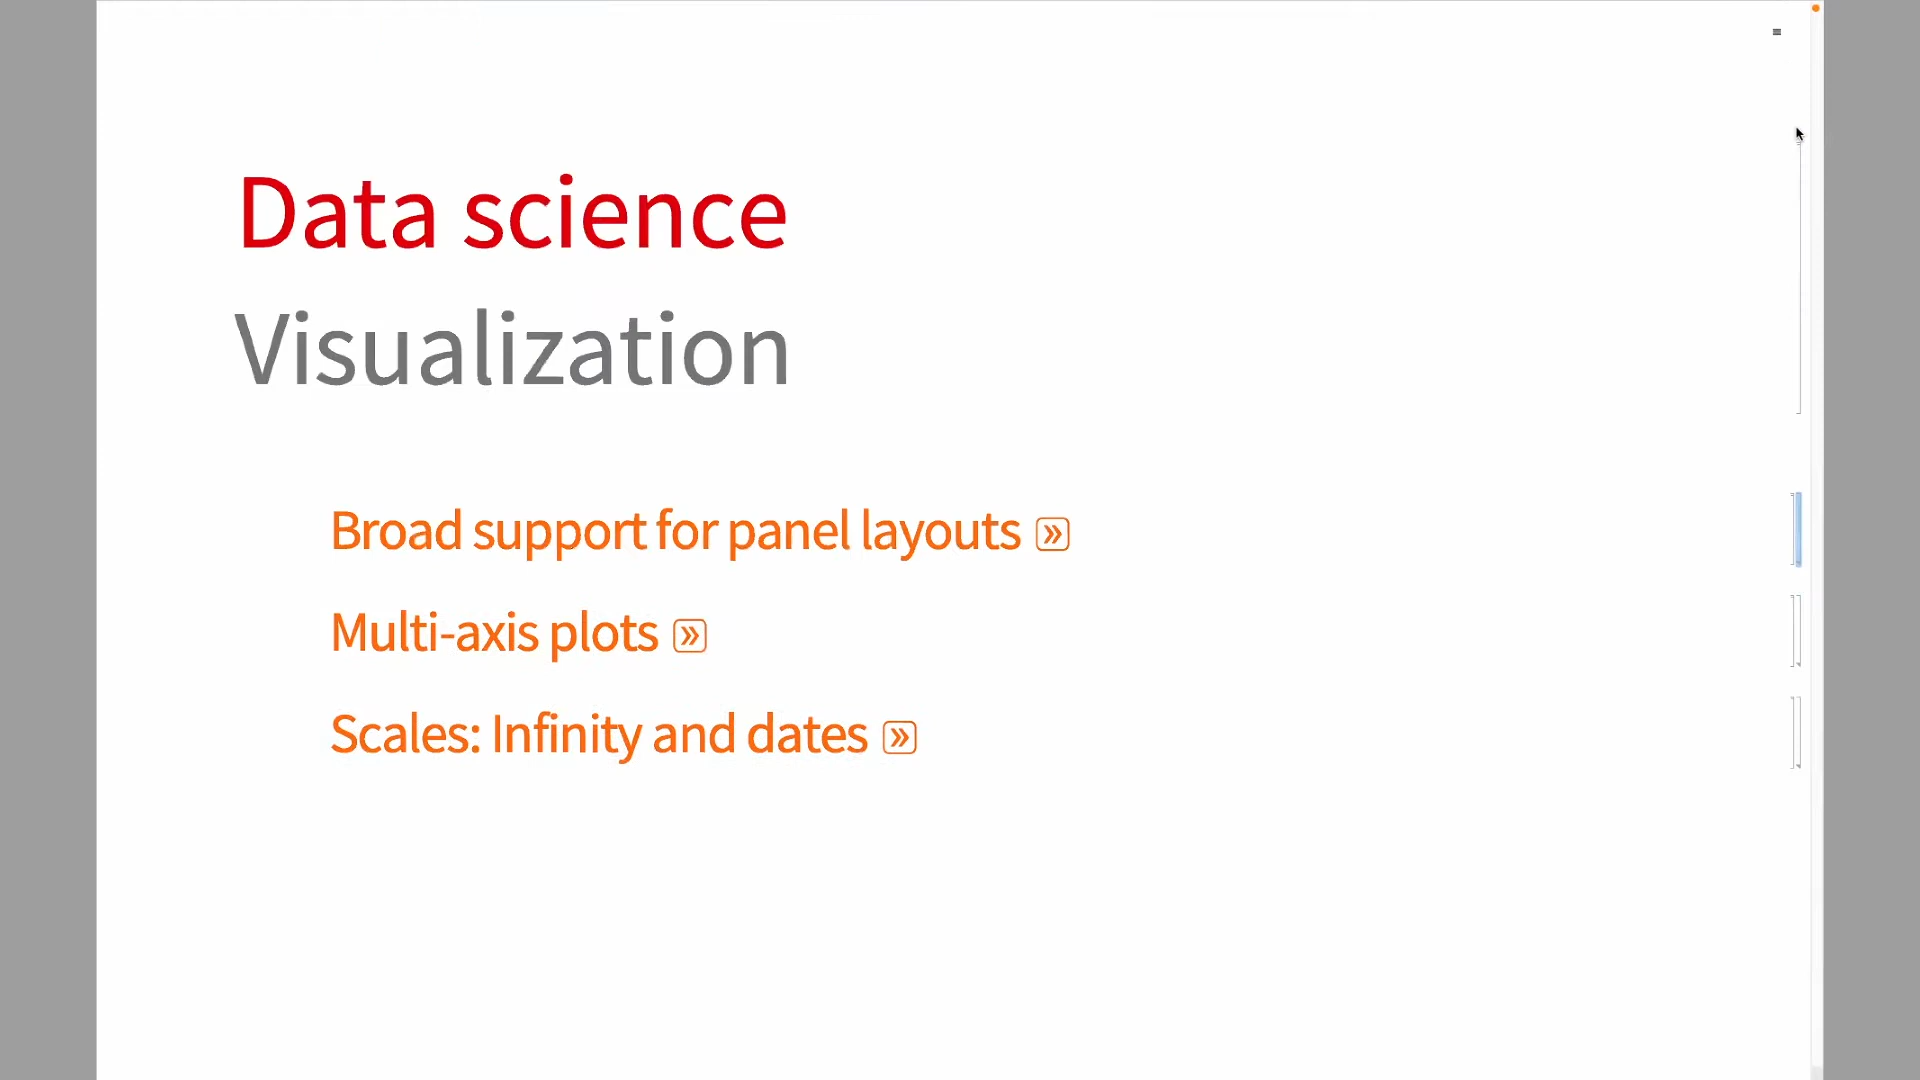 Data science
Visualization
Broad support for panel layouts »
Multi-axis plots »
Scales: Infinity and dates »